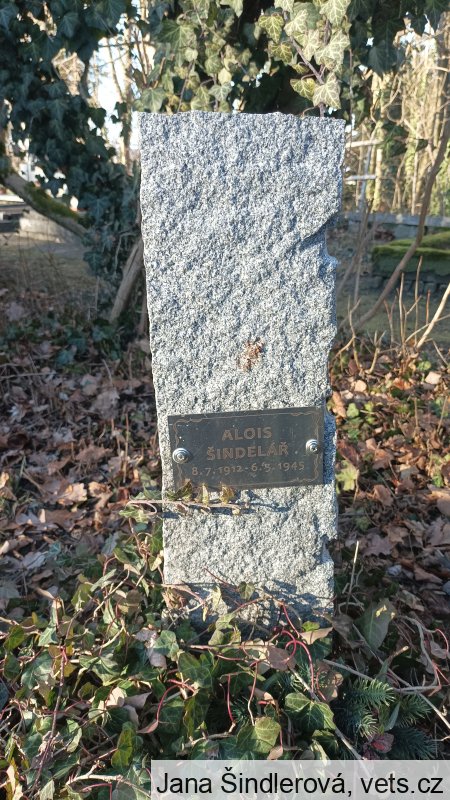 ALOIS
ŠINDELÁŘ
8.7.1912-6.5.1945
Jana Šindlerová, vets.cz